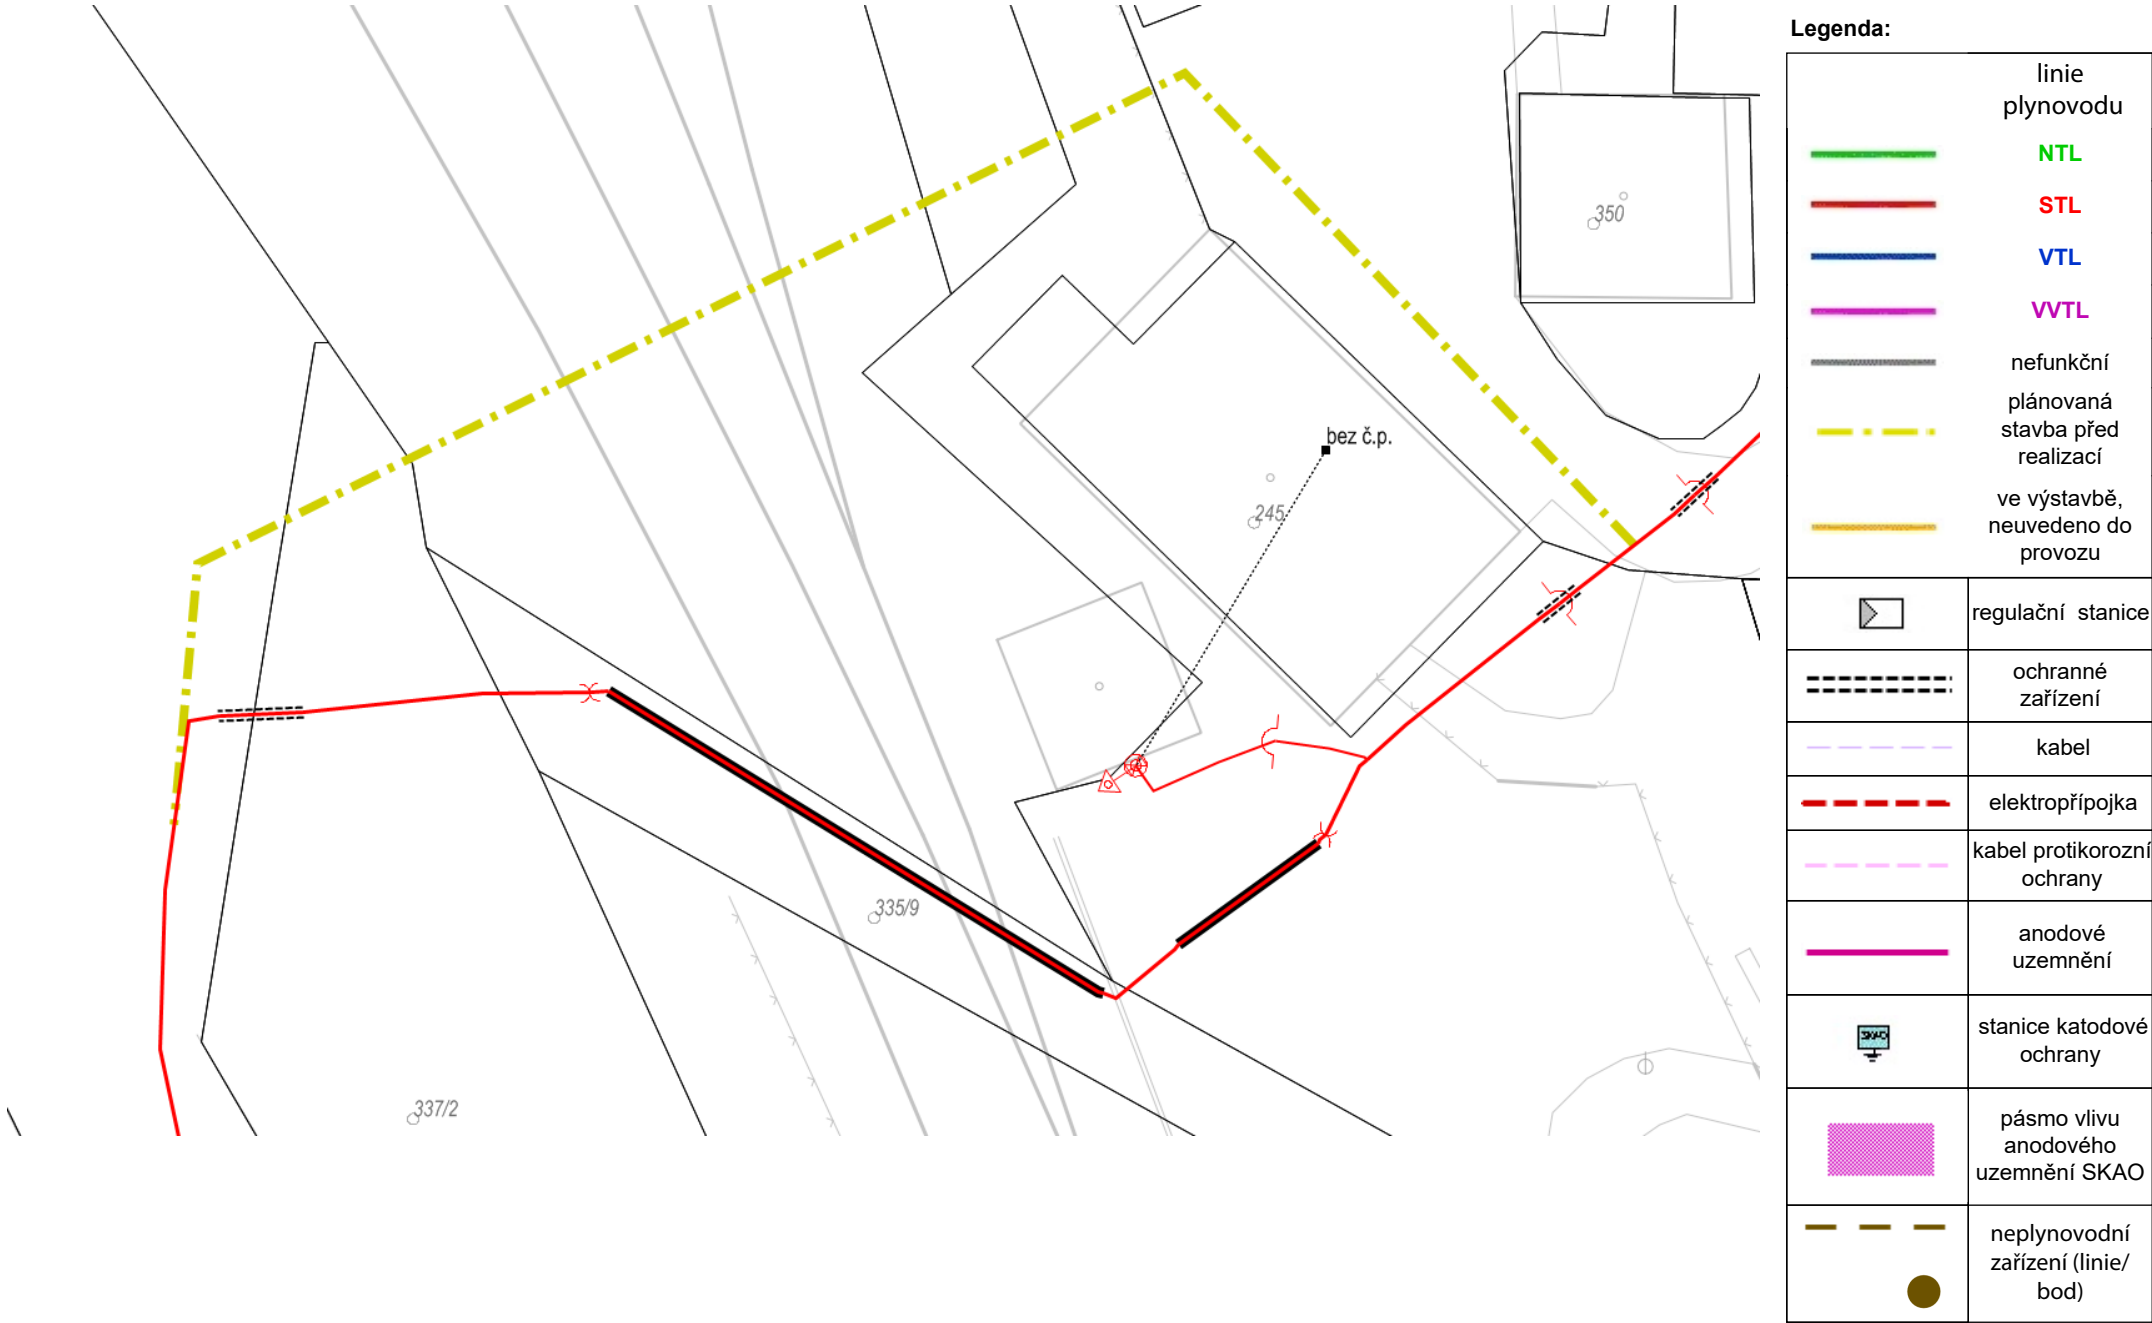 350
bez č.p.
245
335/9
337/2
Legenda:
linie
plynovodu
NTL
STL
VTL
VVTL
nefunkční
plánovaná
stavba před
realizací
ve výstavbě,
neuvedeno do
provozu
regulační stanice
ochranné
zařízení
kabel
elektropřípojka
kabel protikorozní
ochrany
anodové
uzemnění
SKAO
stanice katodové
ochrany
pásmo vlivu
anodového
uzemnění SKAO
neplynovodní
zařízení (linie/
bod)